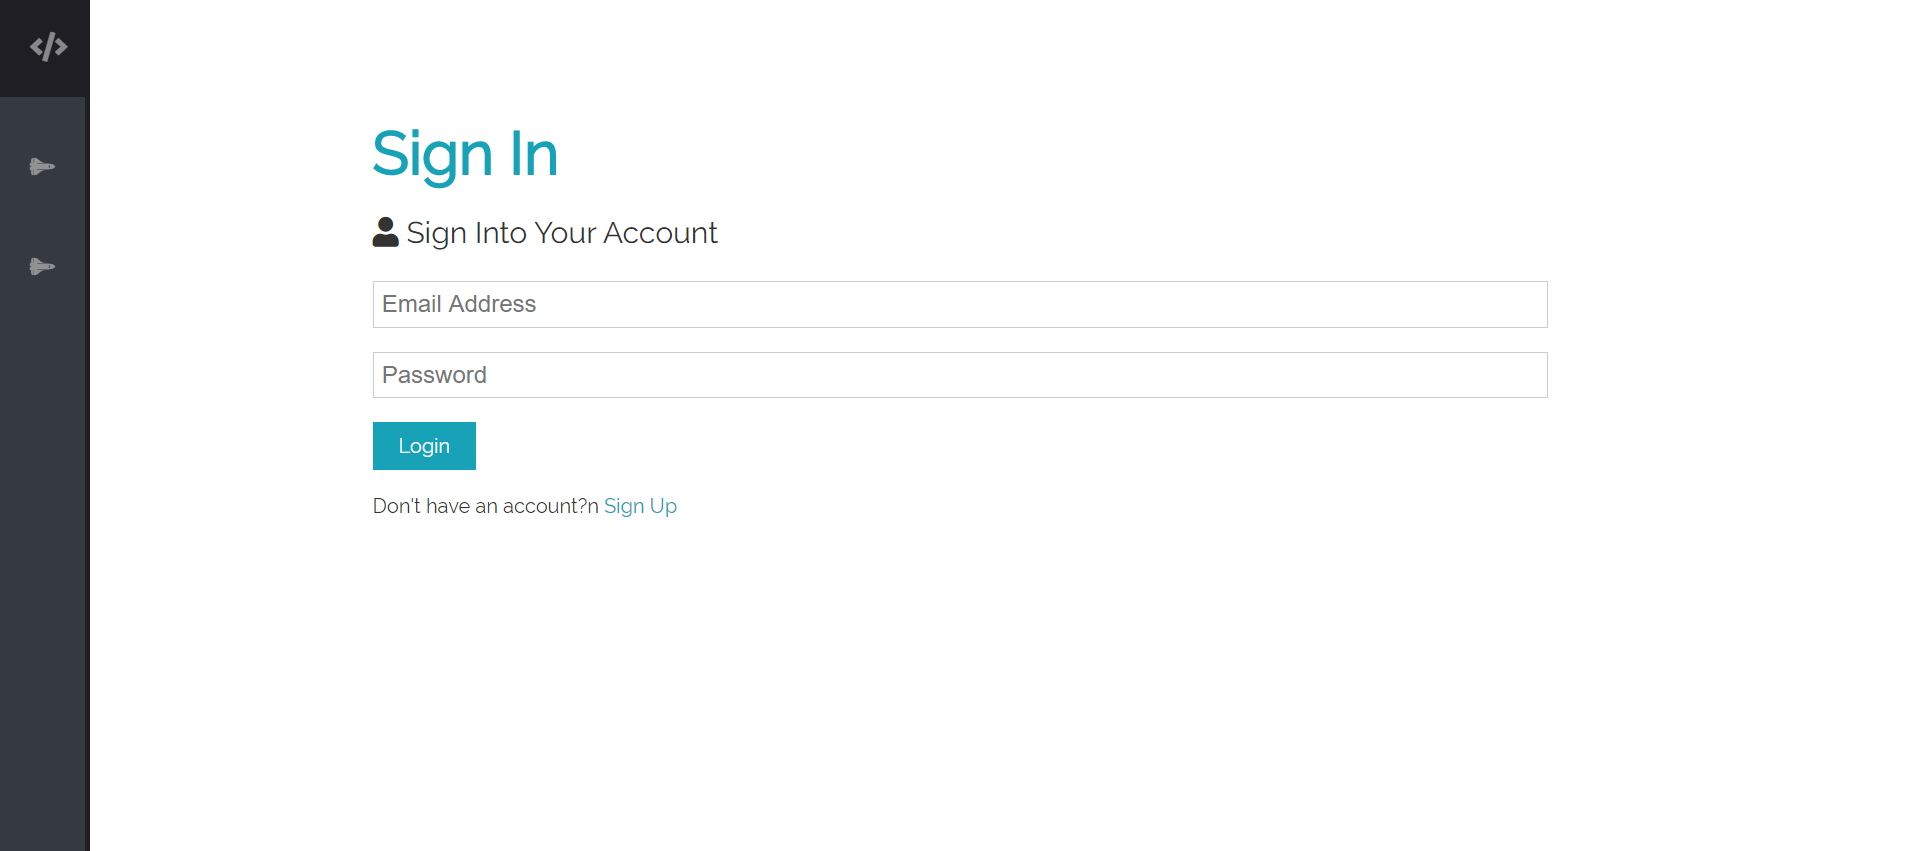 Sign In
Sign Into Your Account
Email Address
Password
Login
Don't have an account?n Sign Up